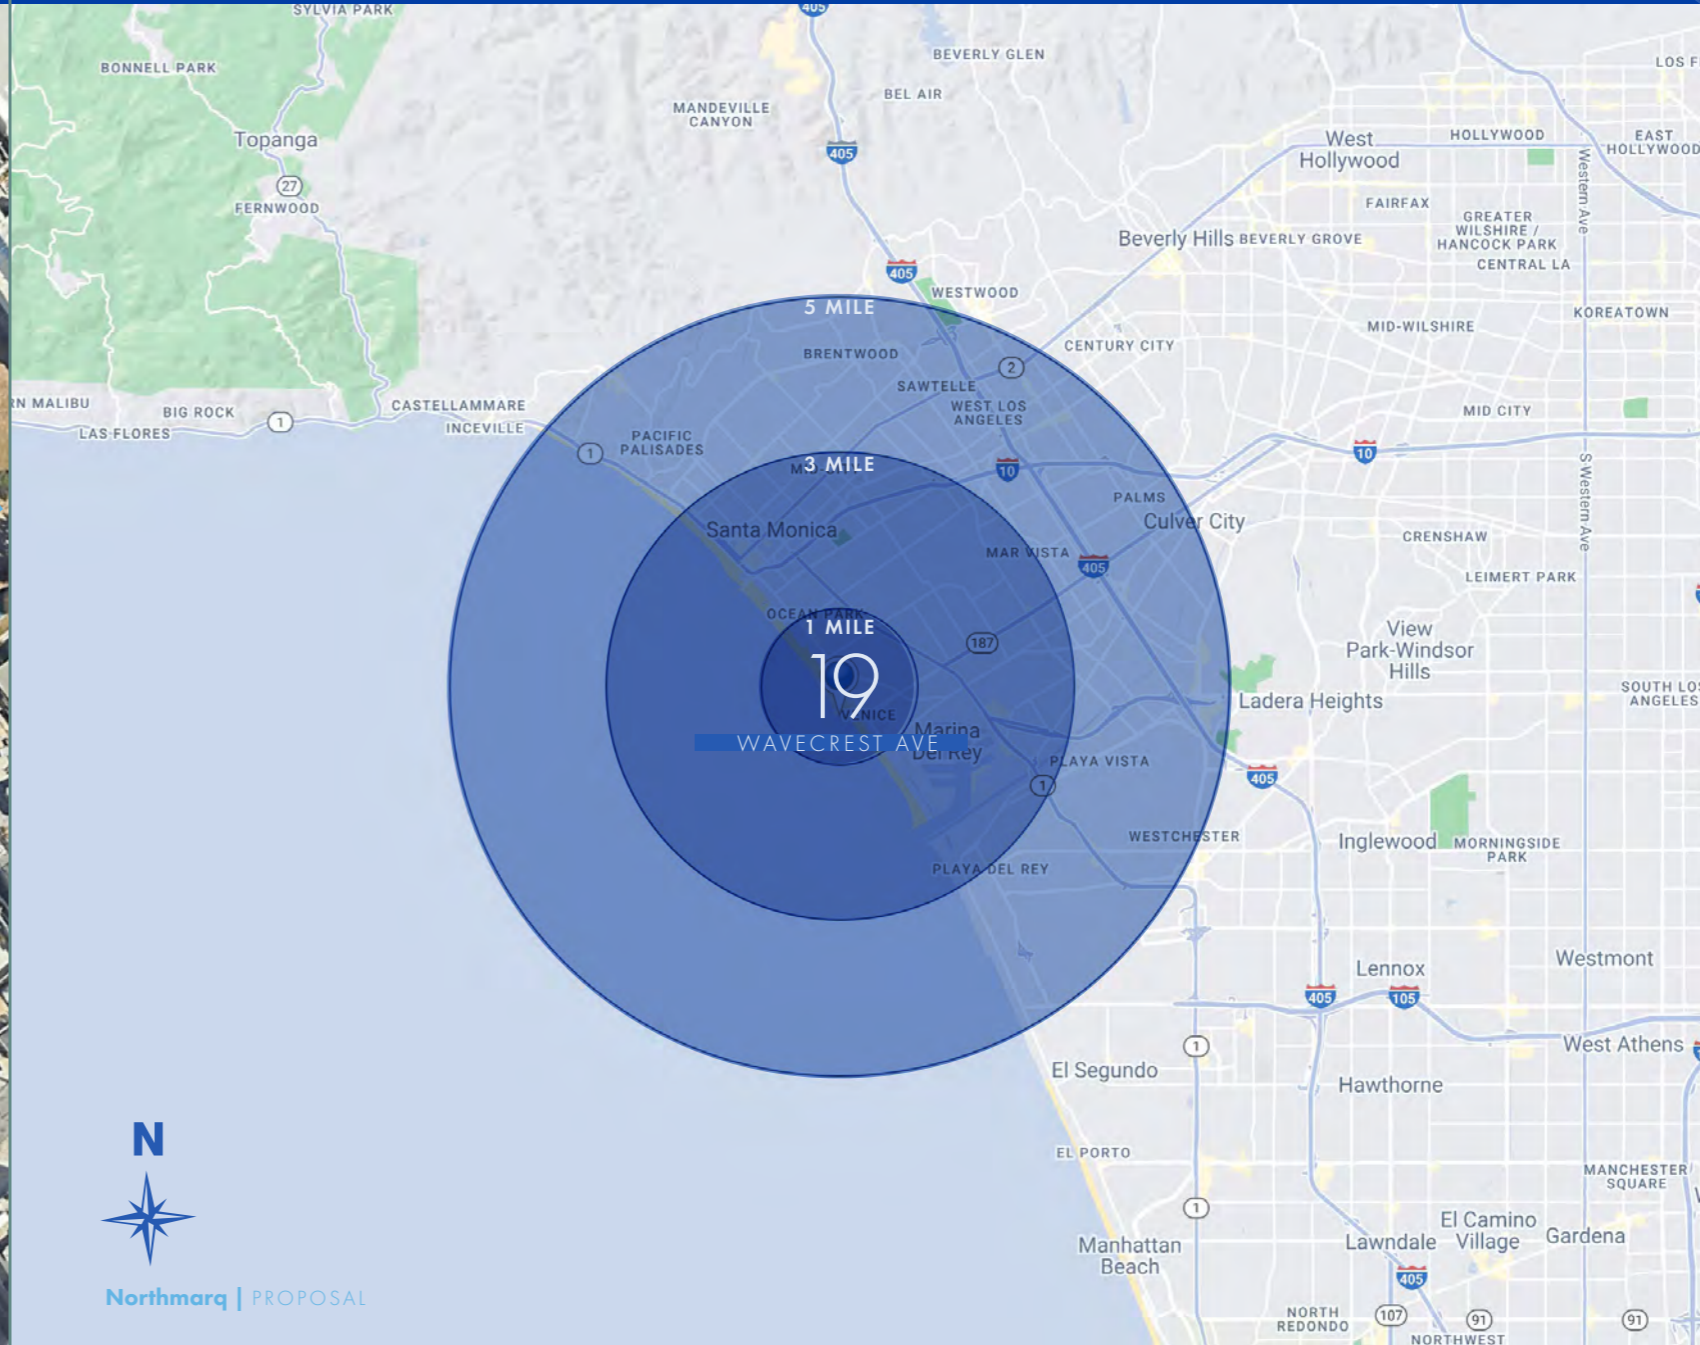 SYLVIA PARK
405
BONNELL PARK
BEVERLY GLEN
LOS F
BEL AIR
MANDEVILLE
CANYON
Topanga
405
West
Hollywood
HOLLYWOOD
EAST
HOLLYWOOD
Western Ave
27
FERNWOOD
FAIRFAX
GREATER
WILSHIRE /
HANCOCK PARK
Beverly Hills
BEVERLY GROVE
CENTRAL LA
405
WESTWOOD
5 MILE
KOREATOWN
MID-WILSHIRE
CENTURY CITY
BRENTWOOD
2
SAWTELLE
RN MALIBU
BIG ROCK
1
CASTELLAMMARE
WEST LOS
ANGELES
MID CITY
LAS FLORES
INCEVILLE
PACIFIC
PALISADES
1
10
3 MILE
10
S Western Ave
PALMS
Santa Monica
Culver City
CRENSHAW
MAR VISTA
405
LEIMERT PARK
OCEAN PARK
1 MILE
187
View
Park-Windsor
Hills
19
SOUTH LOS
ANGELES
Ladera Heights
VENICE
Marina
Del Rey
WAVECREST AVE
PLAYA VISTA
1
405
WESTCHESTER
Inglewood
MORNINGSIDE
PARK
PLAYA DEL REY
Westmont
Lennox
405
105
1
West Athens
El Segundo
Hawthorne
N
EL PORTO
MANCHESTER
SQUARE
1
El Camino
Village
Manhattan
Beach
Lawndale
Gardena
405
Northmarq | PROPOSAL
NORTH
REDONDO
107
91
91
NORTHWEST